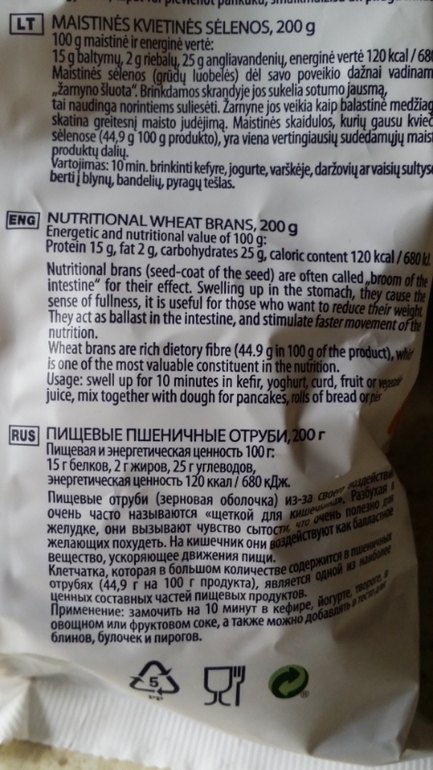 LT MAISTINĖS KVIETINĖS SĖLENOS, 200 g
100 g maistinė ir energinė vertė:
15 g baltymų, 2 g riebalų, 25 g angliavandenių, energinė vertė 120 kcal / 68
Maistinės sėlenos (grūdų luobelės) dėl savo poveikio dažnai vadinam
„žarnyno šluota“. Brinkdamos skrandyje jos sukelia sotumo jausmą,
tai naudinga norintiems suliesėti. Žarnyne jos veikia kaip balastinė medžiag
skatina greitesnį maisto judėjimą. Maistinės skaidulos, kurių gausu kvieč
sėlenose (44,9 g 100 g produkto), yra viena vertingiausių sudedamųjų mais
produktų dalių.
Vartojimas: 10 min. brinkinti kefyre, jogurte, varškėje, daržovių ar vaisių sultyse
berti į blynų, bandelių, pyragų tešlas.
ENG NUTRITIONAL WHEAT BRANS, 200 g
Energetic and nutritional value of 100 g:
Protein 15 g, fat 2 g, carbohydrates 25 g, caloric content 120 kcal / 680 kJ.
Nutritional brans (seed-coat of the seed) are often called „broom of the
intestine“ for their effect. Swelling up in the stomach, they cause the
sense of fullness, it is useful for those who want to reduce their weight.
They act as ballast in the intestine, and stimulate faster movement of the
nutrition.
Wheat brans are rich dietory fibre (44.9 g in 100 g of the product), whi
is one of the most valuable constituent in the nutrition.
Usage: swell up for 10 minutes in kefir, yoghurt, curd, fruit or
juice, mix together with dough for pancakes, rolls of bread or
RUS ПИЩЕВЫЕ ПШЕНИЧНЫЕ ОТРУБИ, 200 г
Пищевая и энергетическая ценность 100 г:
15 г белков, 2 г жиров, 25 г углеводов,
энергетическая ценность 120 ккал / 680 кДж.
Пищевые отруби (зерновая оболочка) из-за своего воздействия
очень часто называются «щеткой для кишечника». Разбухая в
желудке, они вызывают чувство сытости, что очень полезно для
желающих похудеть. На кишечник они воздействуют как балластное
вещество, ускоряющее движения пищи.
Клетчатка, которая в большом количестве содержится в пшеничных
отрубях (44,9 г на 100 г продукта), является одной из наиболее
ценных составных частей пищевых продуктов.
Применение: замочить на 10 минут в кефире, йогурте, твороге, в
овощном или фруктовом соке, а также можно добавлять в тесто для
блинов, булочек и пирогов.
5